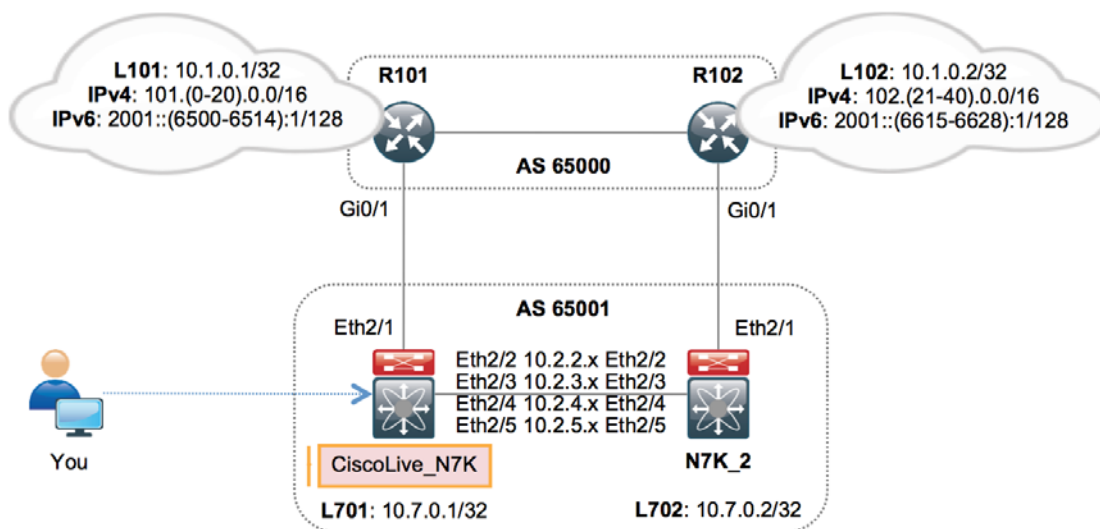 L101: 10.1.0.1/32
IPv4: 101.(0-20).0.0/16
IPv6: 2001::(6500-6514):1/128
R101
R102
L102: 10.1.0.2/32
IPv4: 102.(21-40).0.0/16
IPv6: 2001::(6615-6628):1/128
AS 65000
Gi0/1
Gi0/1
AS 65001
Eth2/1
Eth2/1
Eth2/2 10.2.2.x Eth2/2
Eth2/3 10.2.3.x Eth2/3
Eth2/4 10.2.4.x Eth2/4
Eth2/5 10.2.5.x Eth2/5
You
CiscoLive_N7K
N7K_2
L701: 10.7.0.1/32
L702: 10.7.0.2/32